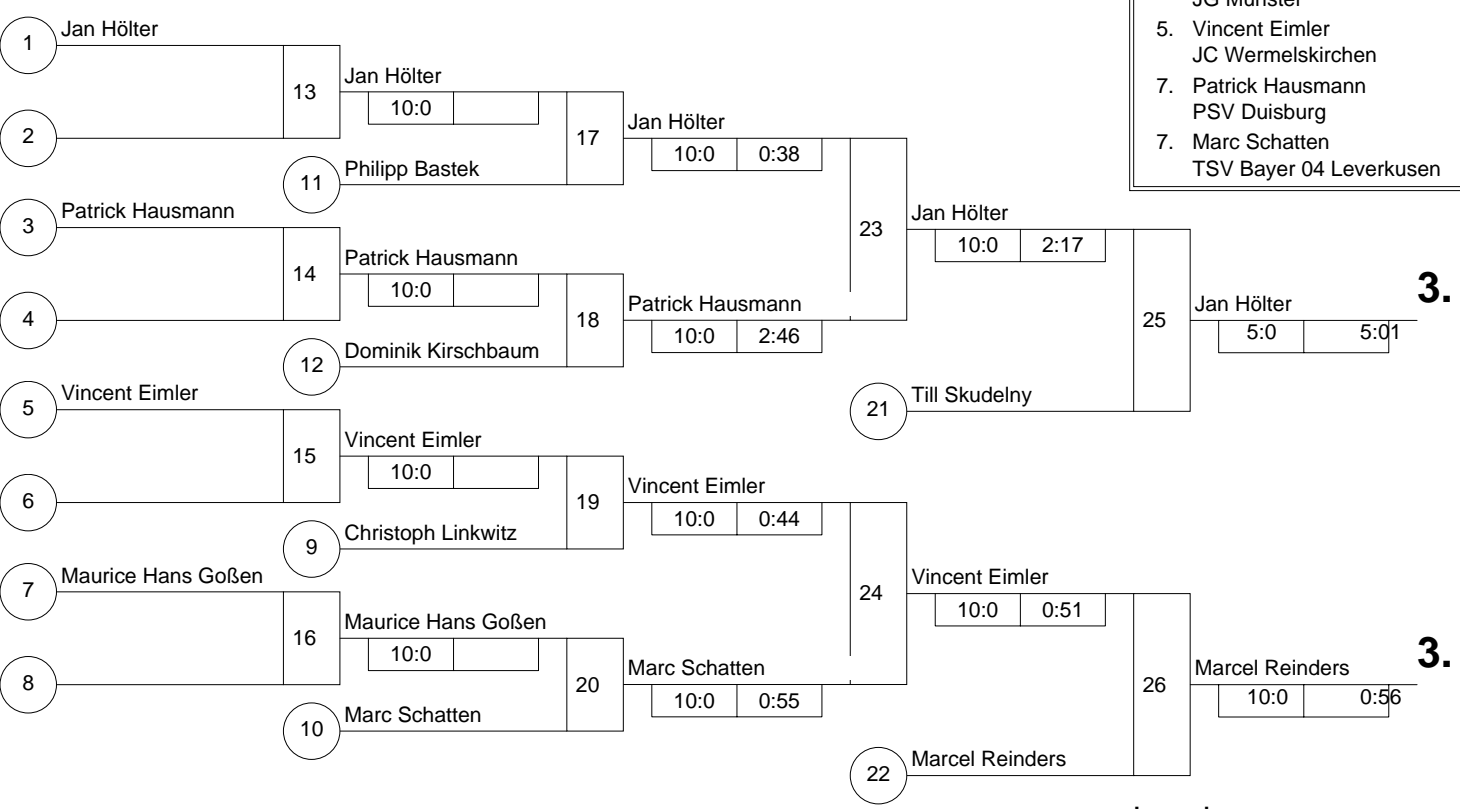 JG Münster
5. Vincent Eimler
JC Wermelskirchen
7. Patrick Hausmann
PSV Duisburg
7. Marc Schatten
TSV Bayer 04 Leverkusen
1 Jan Hölter
2
13 Jan Hölter
10:0
11 Philipp Bastek
17 Jan Hölter
10:0 0:38
3 Patrick Hausmann
4
14 Patrick Hausmann
10:0
12 Dominik Kirschbaum
18 Patrick Hausmann
10:0 2:46
23 Jan Hölter
10:0 2:17
21 Till Skudelny
25 Jan Hölter
5:0 5:01
3.
5 Vincent Eimler
6
15 Vincent Eimler
10:0
9 Christoph Linkwitz
19 Vincent Eimler
10:0 0:44
7 Maurice Hans Goßen
8
16 Maurice Hans Goßen
10:0
10 Marc Schatten
20 Marc Schatten
10:0 0:55
24 Vincent Eimler
10:0 0:51
22 Marcel Reinders
26 Marcel Reinders
10:0 0:56
3.